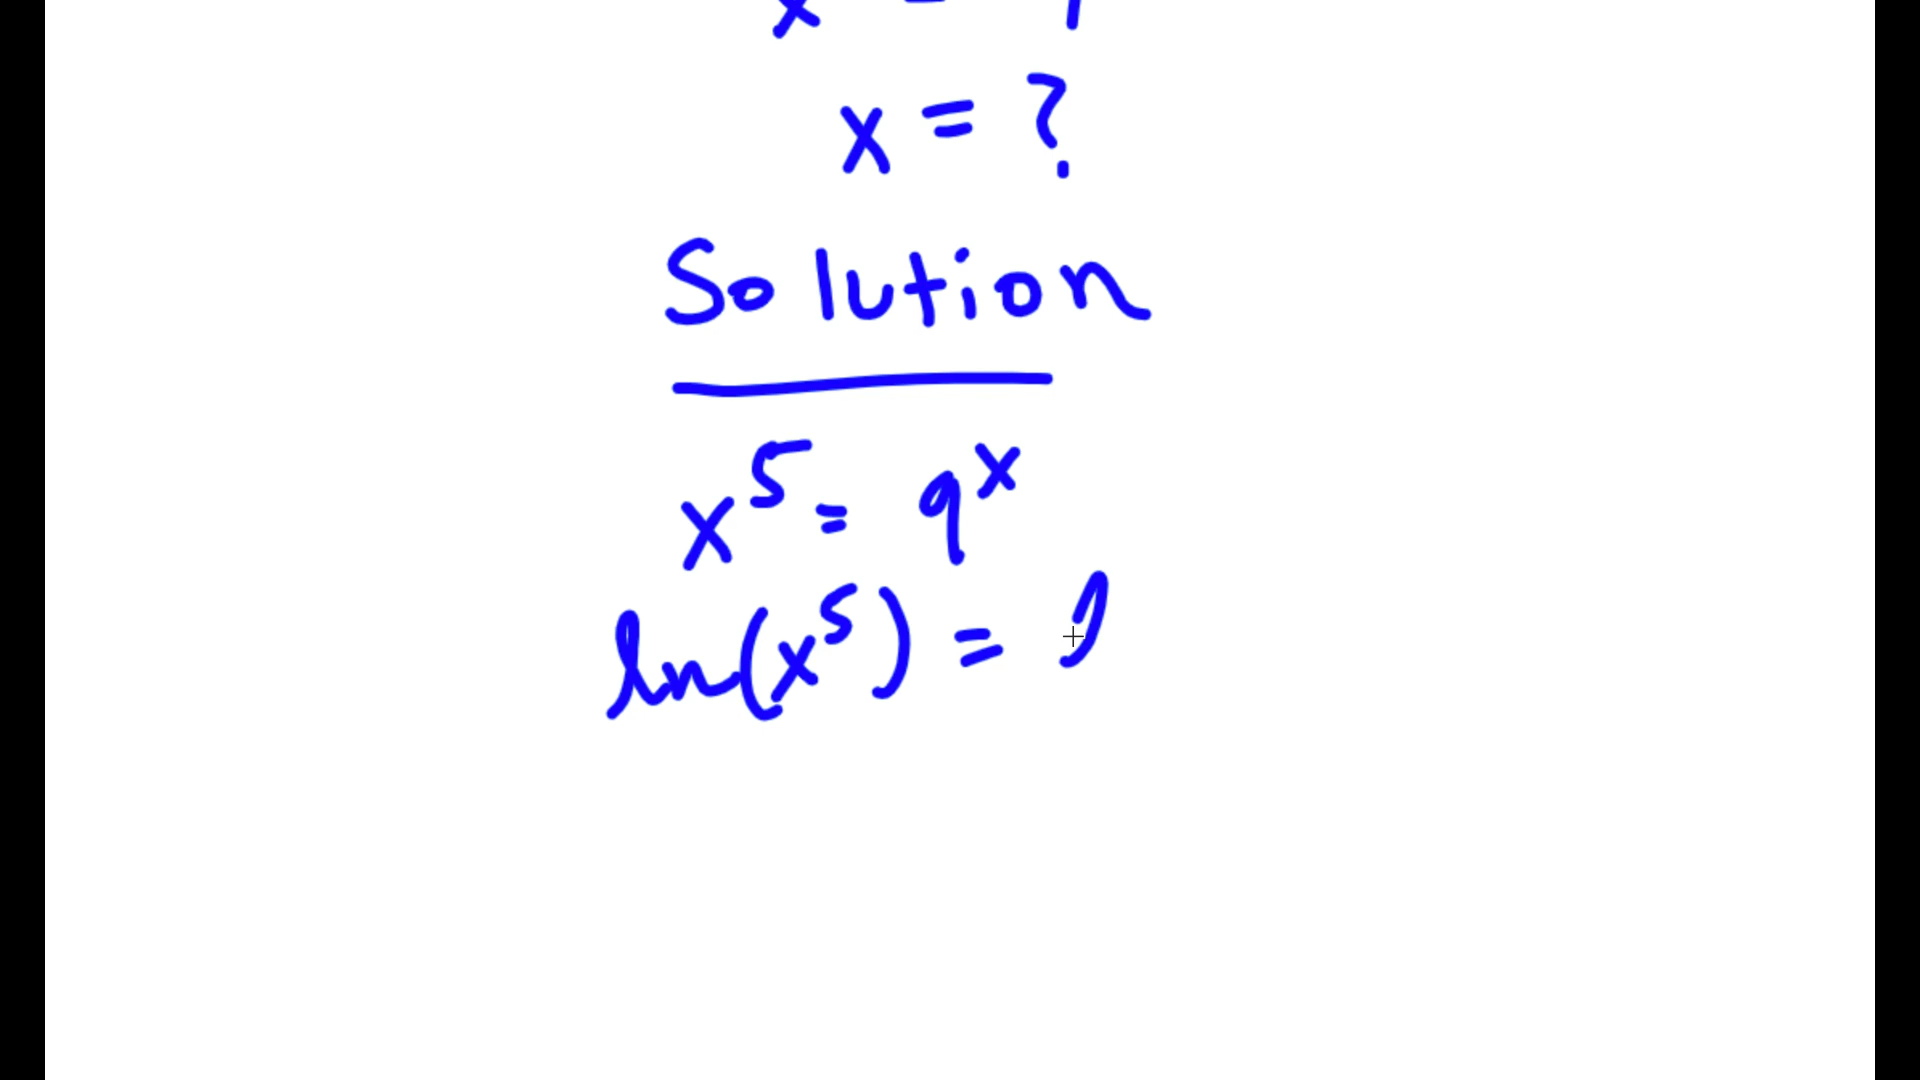 x = ?
Solution
x⁵ = 9ˣ
ln(x⁵) =